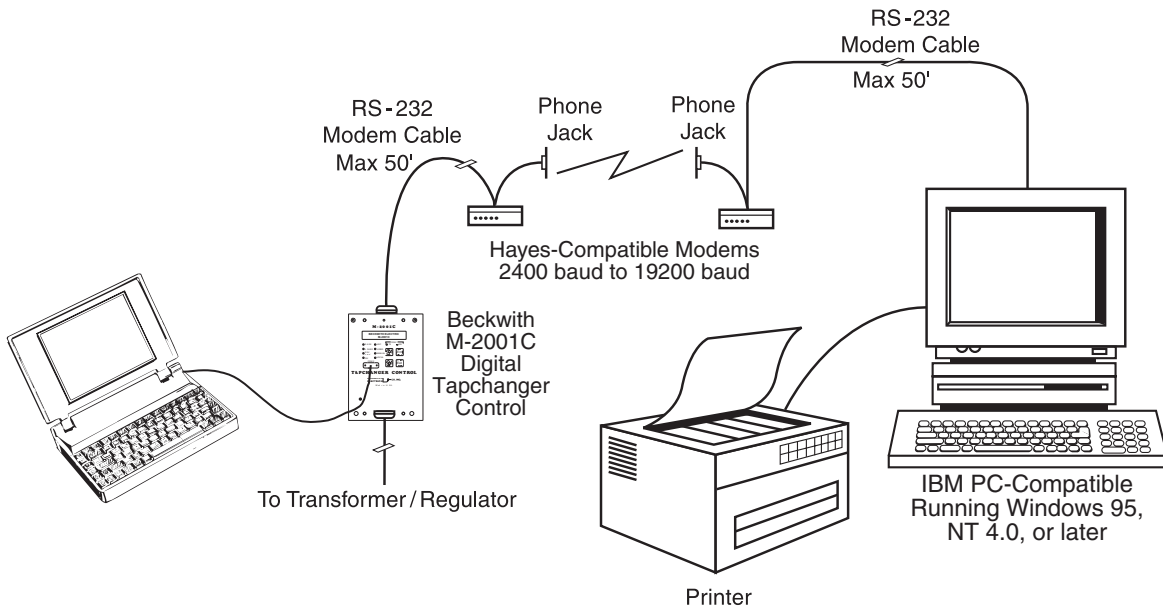 RS-232
Modem Cable
Max 50'
RS-232
Modem Cable
Max 50'
Phone
Jack
Phone
Jack
Hayes-Compatible Modems
2400 baud to 19200 baud
Beckwith
M-2001C
Digital
Tapchanger
Control
M-2001C
TAPCHANGER CONTROL
To Transformer/Regulator
IBM PC-Compatible
Running Windows 95,
NT 4.0, or later
Printer